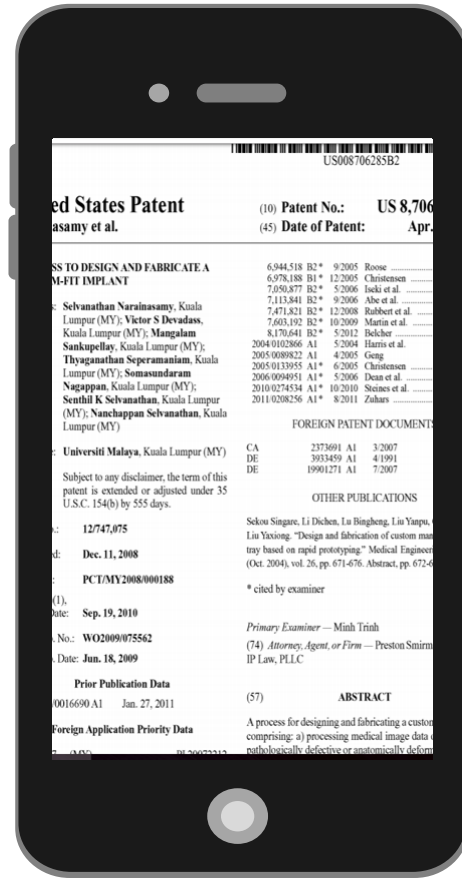 US008706285B2
ed States Patent
asamy et al.
(10) Patent No.: US 8,706
(45) Date of Patent: Apr.
SS TO DESIGN AND FABRICATE A
M-FIT IMPLANT
s: Selvanathan Narainasamy, Kuala
Lumpur (MY); Victor S Devadass,
Kuala Lumpur (MY); Mangalam
Sankupellay, Kuala Lumpur (MY);
Thyaganathan Seperamaniam, Kuala
Lumpur (MY); Somasundaram
Nagappan, Kuala Lumpur (MY);
Senthil K Selvanathan, Kuala Lumpur
(MY); Nanchappan Selvanathan, Kuala
Lumpur (MY)
e: Universiti Malaya, Kuala Lumpur (MY)
Subject to any disclaimer, the term of this
patent is extended or adjusted under 35
U.S.C. 154(b) by 555 days.
o.: 12/747,075
ed: Dec. 11, 2008
: PCT/MY2008/000188
(1),
Date: Sep. 19, 2010
. No.: WO2009/075562
. Date: Jun. 18, 2009
Prior Publication Data
/0016690 A1 Jan. 27, 2011
Foreign Application Priority Data
(MY)
6,944,518 B2* 9/2005 Roose
6,978,188 B1* 12/2005 Christensen
7,050,877 B2* 5/2006 Iseki et al.
7,113,841 B2* 9/2006 Abe et al.
7,471,821 B2* 12/2008 Rubbert et al.
7,603,192 B2* 10/2009 Martin et al.
8,170,641 B2* 5/2012 Belcher
2004/0102866 A1 5/2004 Harris et al.
2005/0089822 A1 4/2005 Geng
2005/0133955 A1* 6/2005 Christensen
2006/0094951 A1* 5/2006 Dean et al.
2010/0274534 A1* 10/2010 Steines et al.
2011/0208256 A1* 8/2011 Zuhars
FOREIGN PATENT DOCUMENTS
CA 2373691 A1 3/2007
DE 3933459 A1 4/1991
DE 19901271 A1 7/2007
OTHER PUBLICATIONS
Sekou Singare, Li Dichen, Lu Bingheng, Liu Yanpu,
Liu Yaxiong. "Design and fabrication of custom man
tray based on rapid prototyping." Medical Engineer
(Oct. 2004), vol. 26, pp. 671-676. Abstract, pp. 672-6
* cited by examiner
Primary Examiner — Minh Trinh
(74) Attorney, Agent, or Firm — Preston Smirm
IP Law, PLLC
(57) ABSTRACT
A process for designing and fabricating a custon
comprising: a) processing medical image data
pathologically defective or anatomically deform